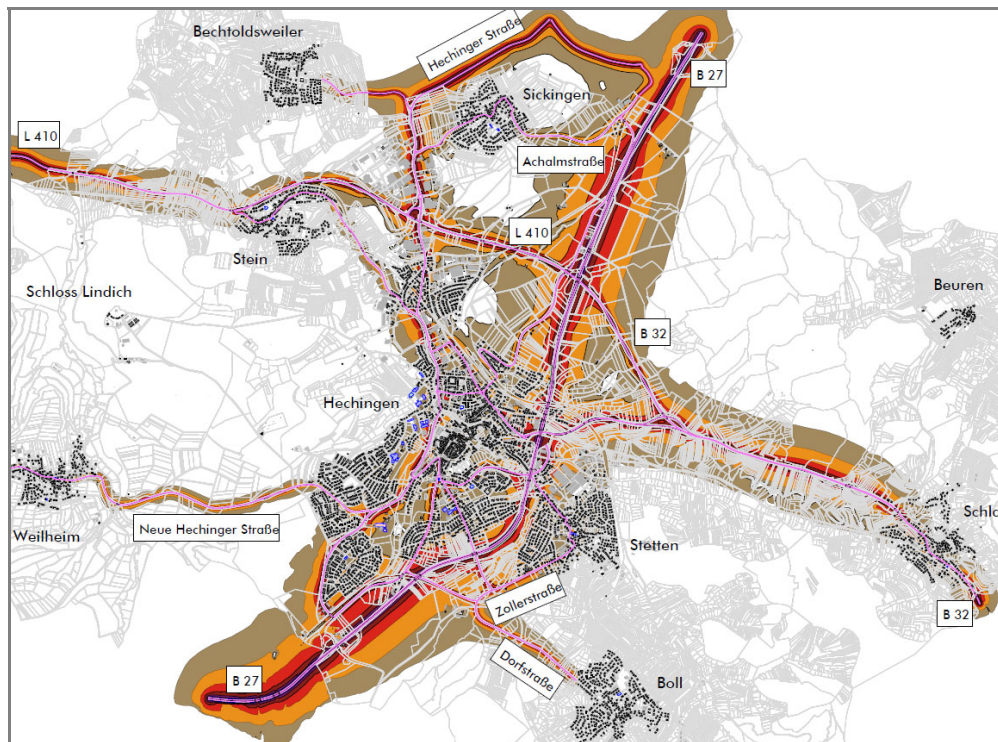 Bechtoldsweiler
Hechinger Straße
B 27
Sickingen
L 410
Achalmstraße
L 410
Stein
Schloss Lindich
Beuren
B 32
Hechingen
Schla
Neue Hechinger Straße
Weilheim
Stetten
Zollerstraße
B 32
Dorfstraße
B 27
Boll